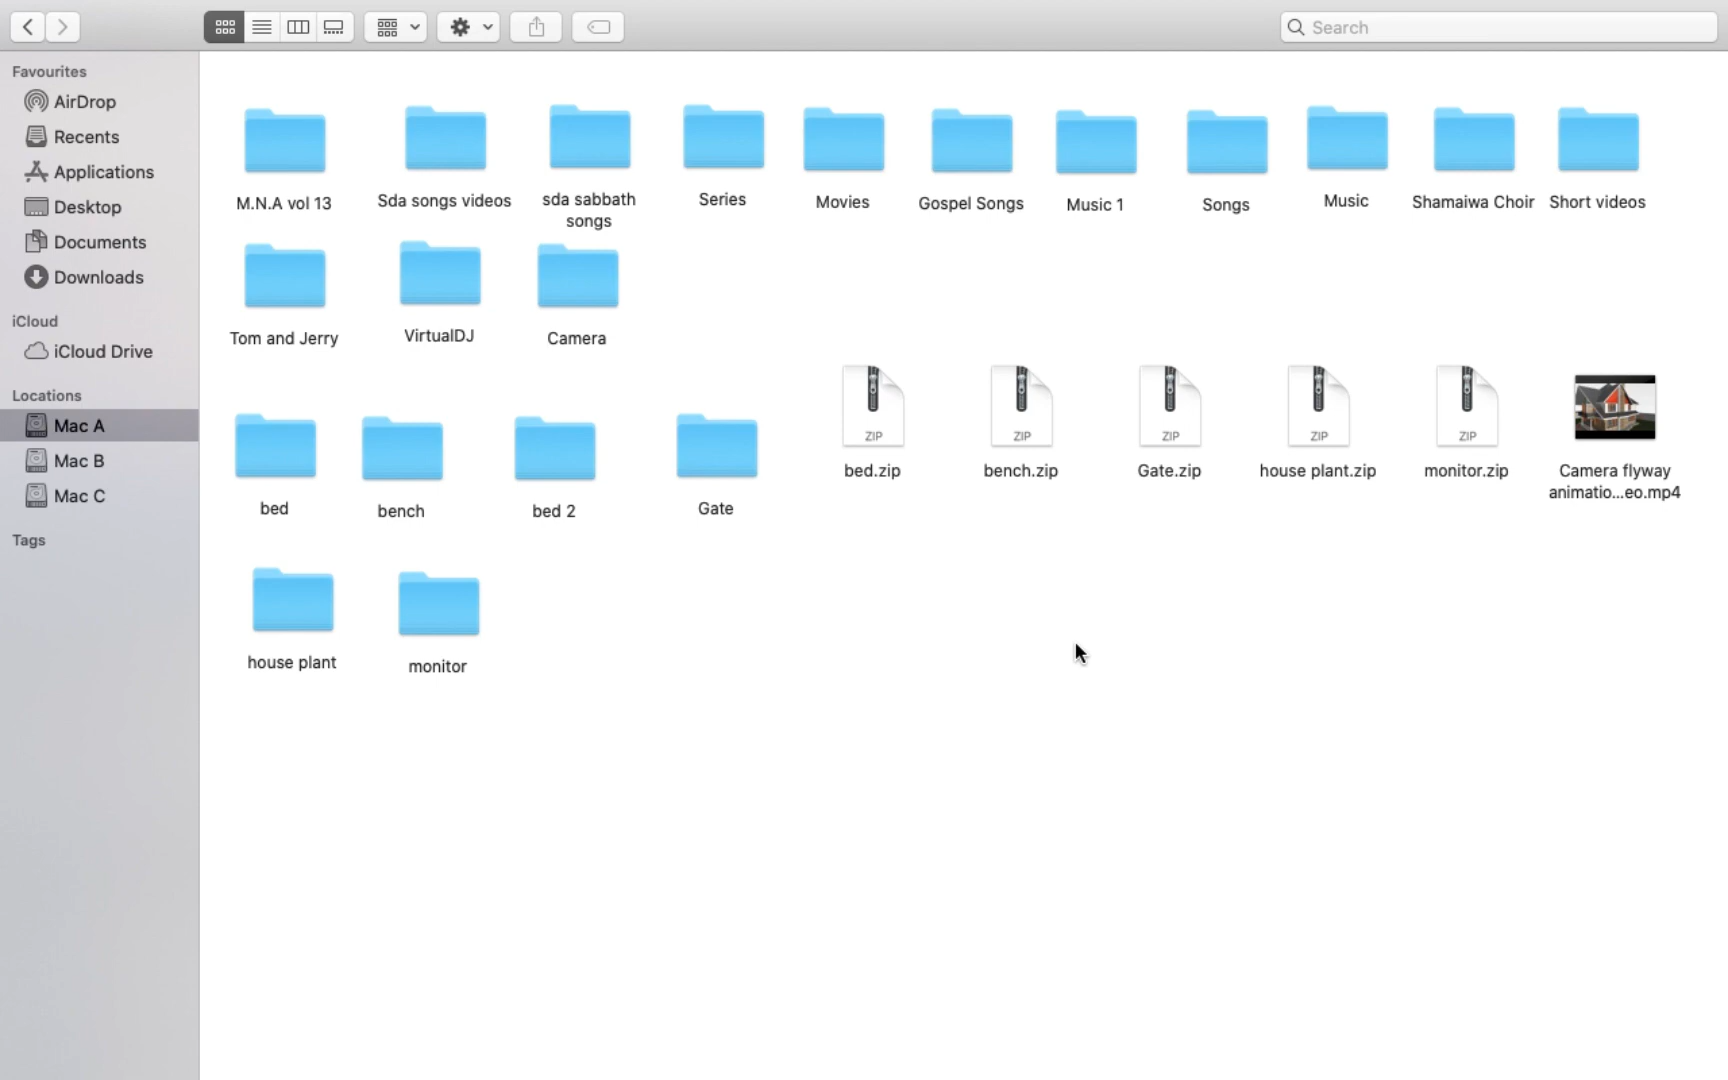 Search
Favourites
AirDrop
Recents
Applications
Desktop
Documents
Downloads
iCloud
iCloud Drive
Locations
Mac A
Mac B
Mac C
Tags
M.N.A vol 13
Sda songs videos
sda sabbath
songs
Series
Movies
Gospel Songs
Music 1
Songs
Music
Shamaiwa Choir
Short videos
Tom and Jerry
VirtualDJ
Camera
bed
bench
bed 2
Gate
ZIP
bed.zip
ZIP
bench.zip
ZIP
Gate.zip
ZIP
house plant.zip
ZIP
monitor.zip
Camera flyway
animatio...eo.mp4
house plant
monitor